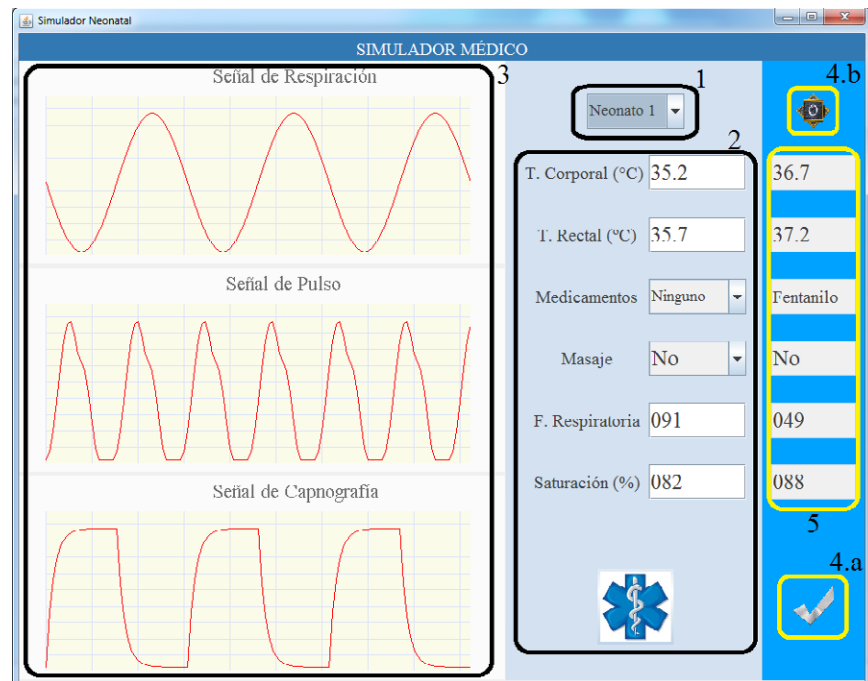 Simulador Neonatal
SIMULADOR MÉDICO
Señal de Respiración
3
1
4.b
Neonato 1
2
T. Corporal (°C) 35.2 36.7
T. Rectal (°C) 35.7 37.2
Señal de Pulso
Medicamentos Ninguno Fentanilo
Masaje No No
F. Respiratoria 091 049
Señal de Capnografía
Saturación (%) 082 088
5
4.a